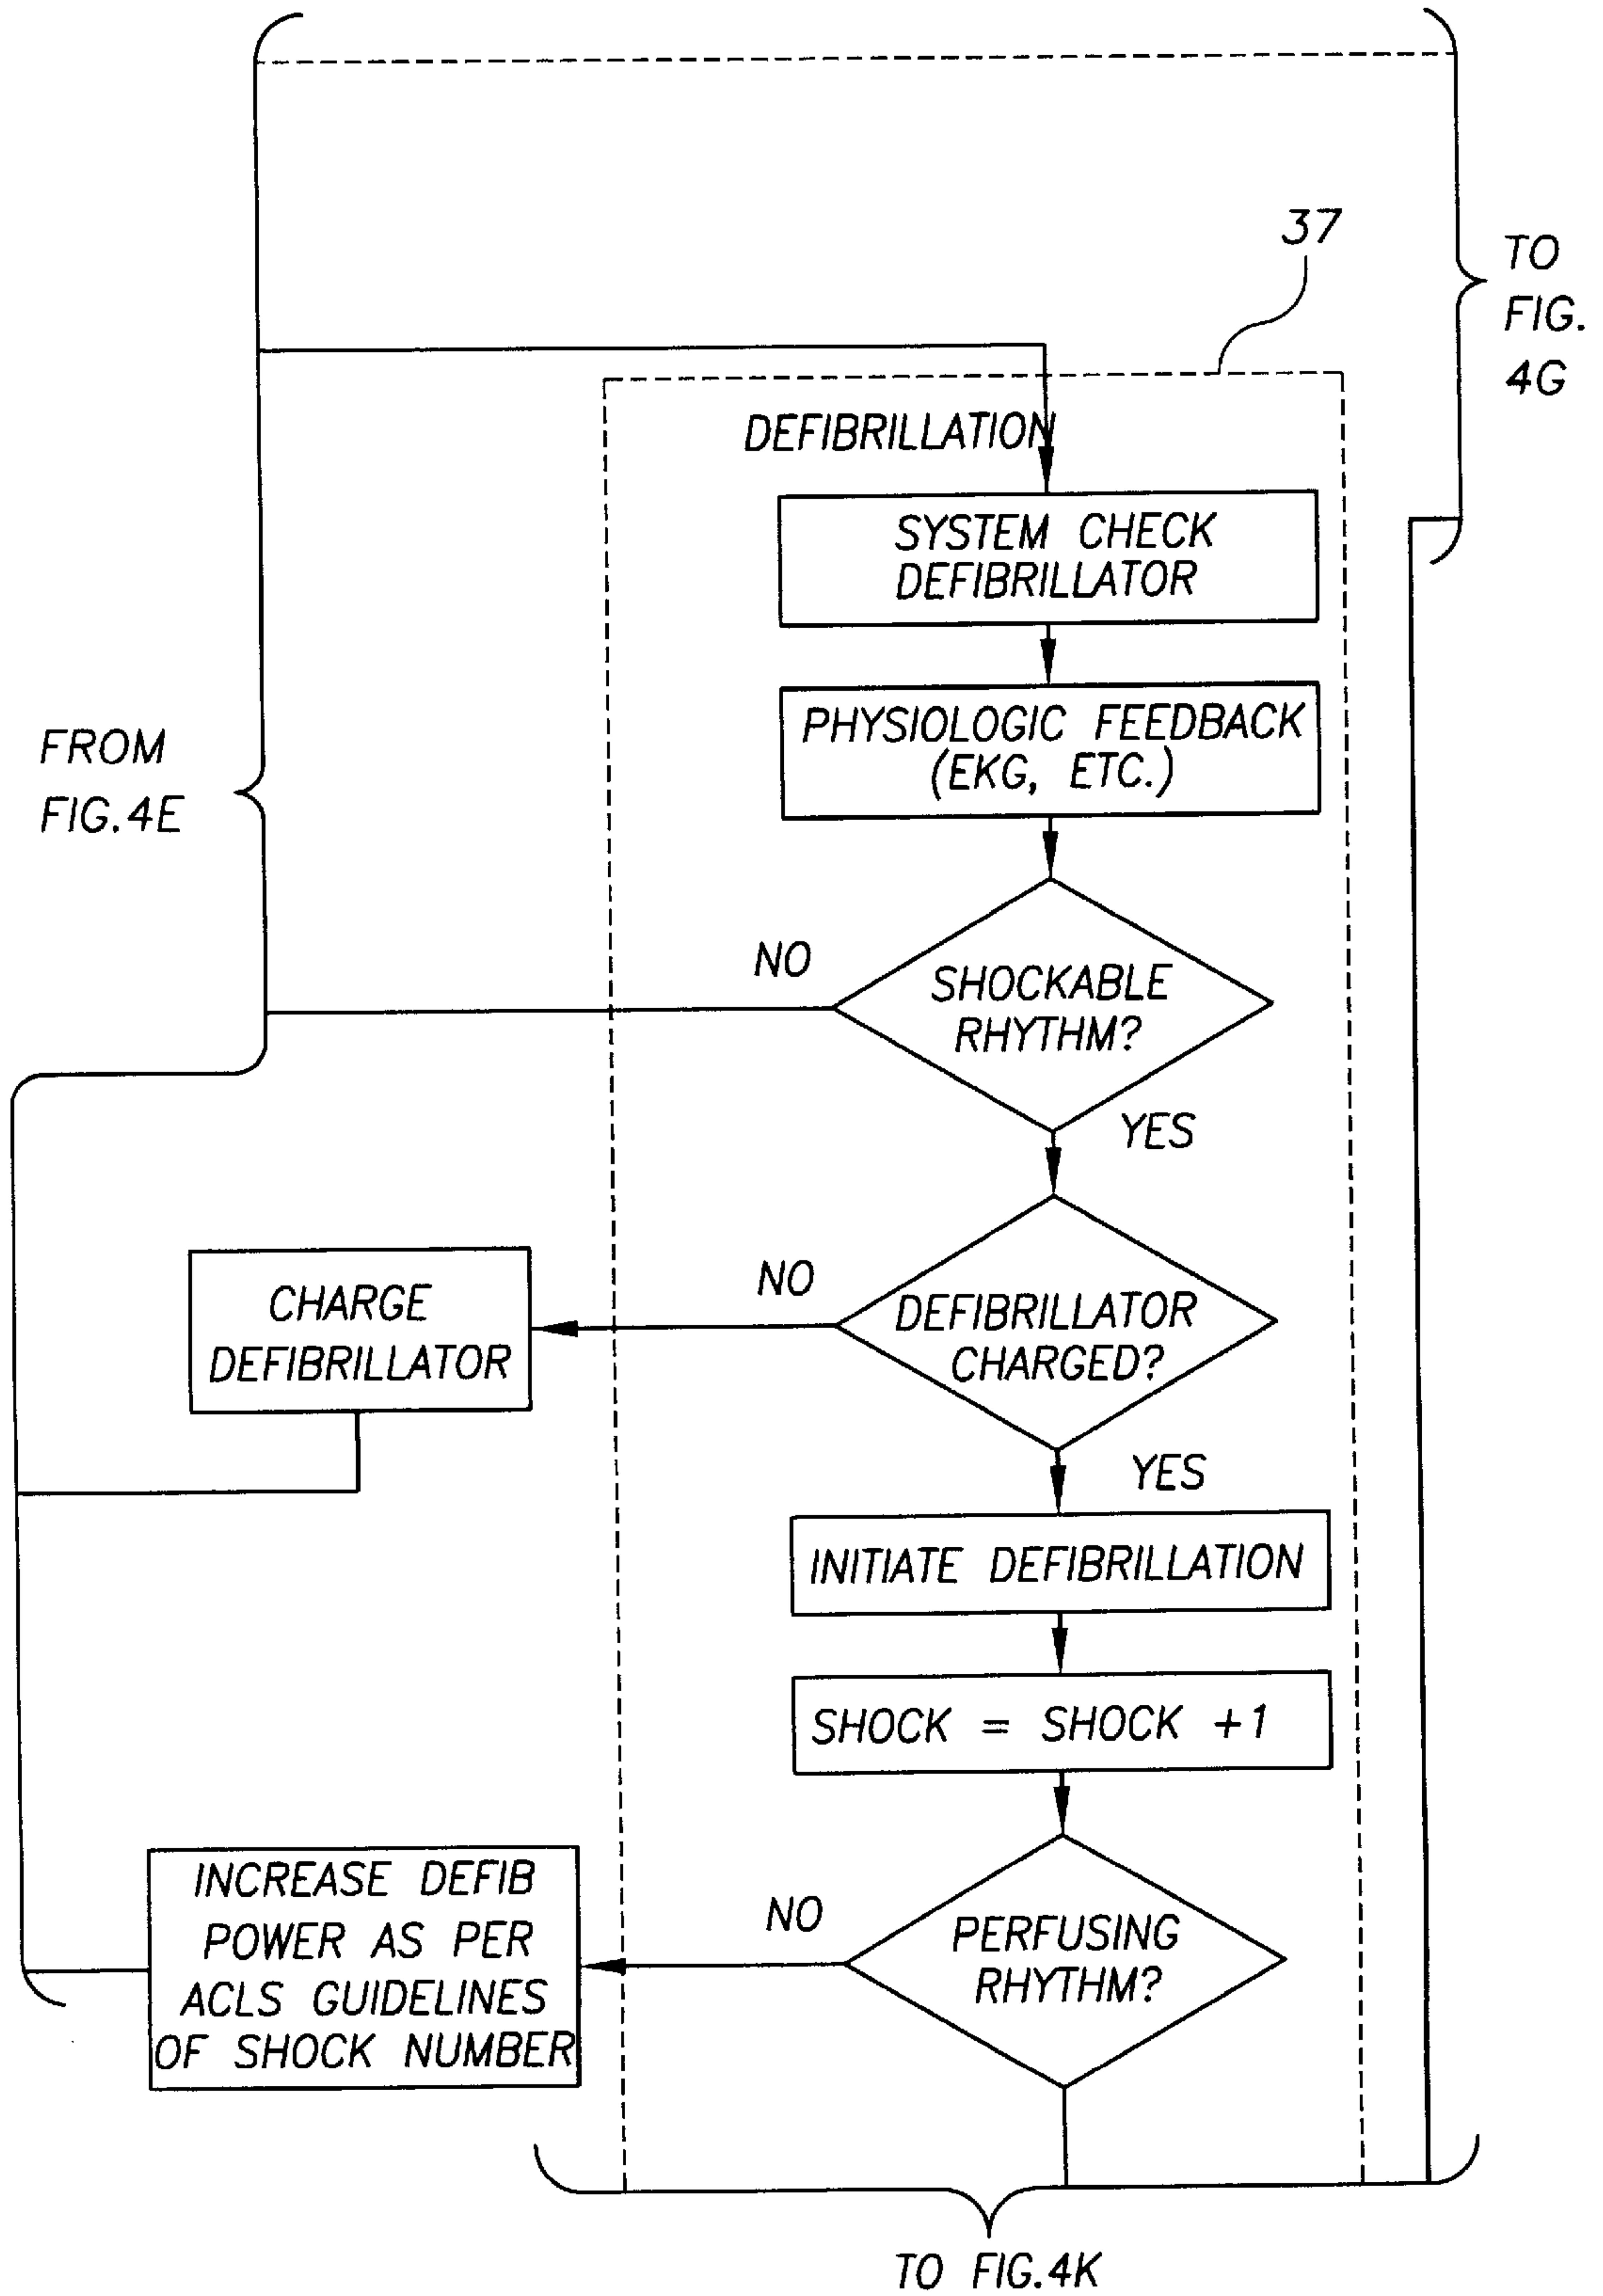 37
TO
FIG.
4G
DEFIBRILLATION
SYSTEM CHECK
DEFIBRILLATOR
PHYSIOLOGIC FEEDBACK
(EKG, ETC.)
FROM
FIG.4E
NO
SHOCKABLE
RHYTHM?
YES
CHARGE
DEFIBRILLATOR
NO
DEFIBRILLATOR
CHARGED?
YES
INITIATE DEFIBRILLATION
SHOCK = SHOCK +1
INCREASE DEFIB
POWER AS PER
ACLS GUIDELINES
OF SHOCK NUMBER
NO
PERFUSING
RHYTHM?
TO FIG.4K